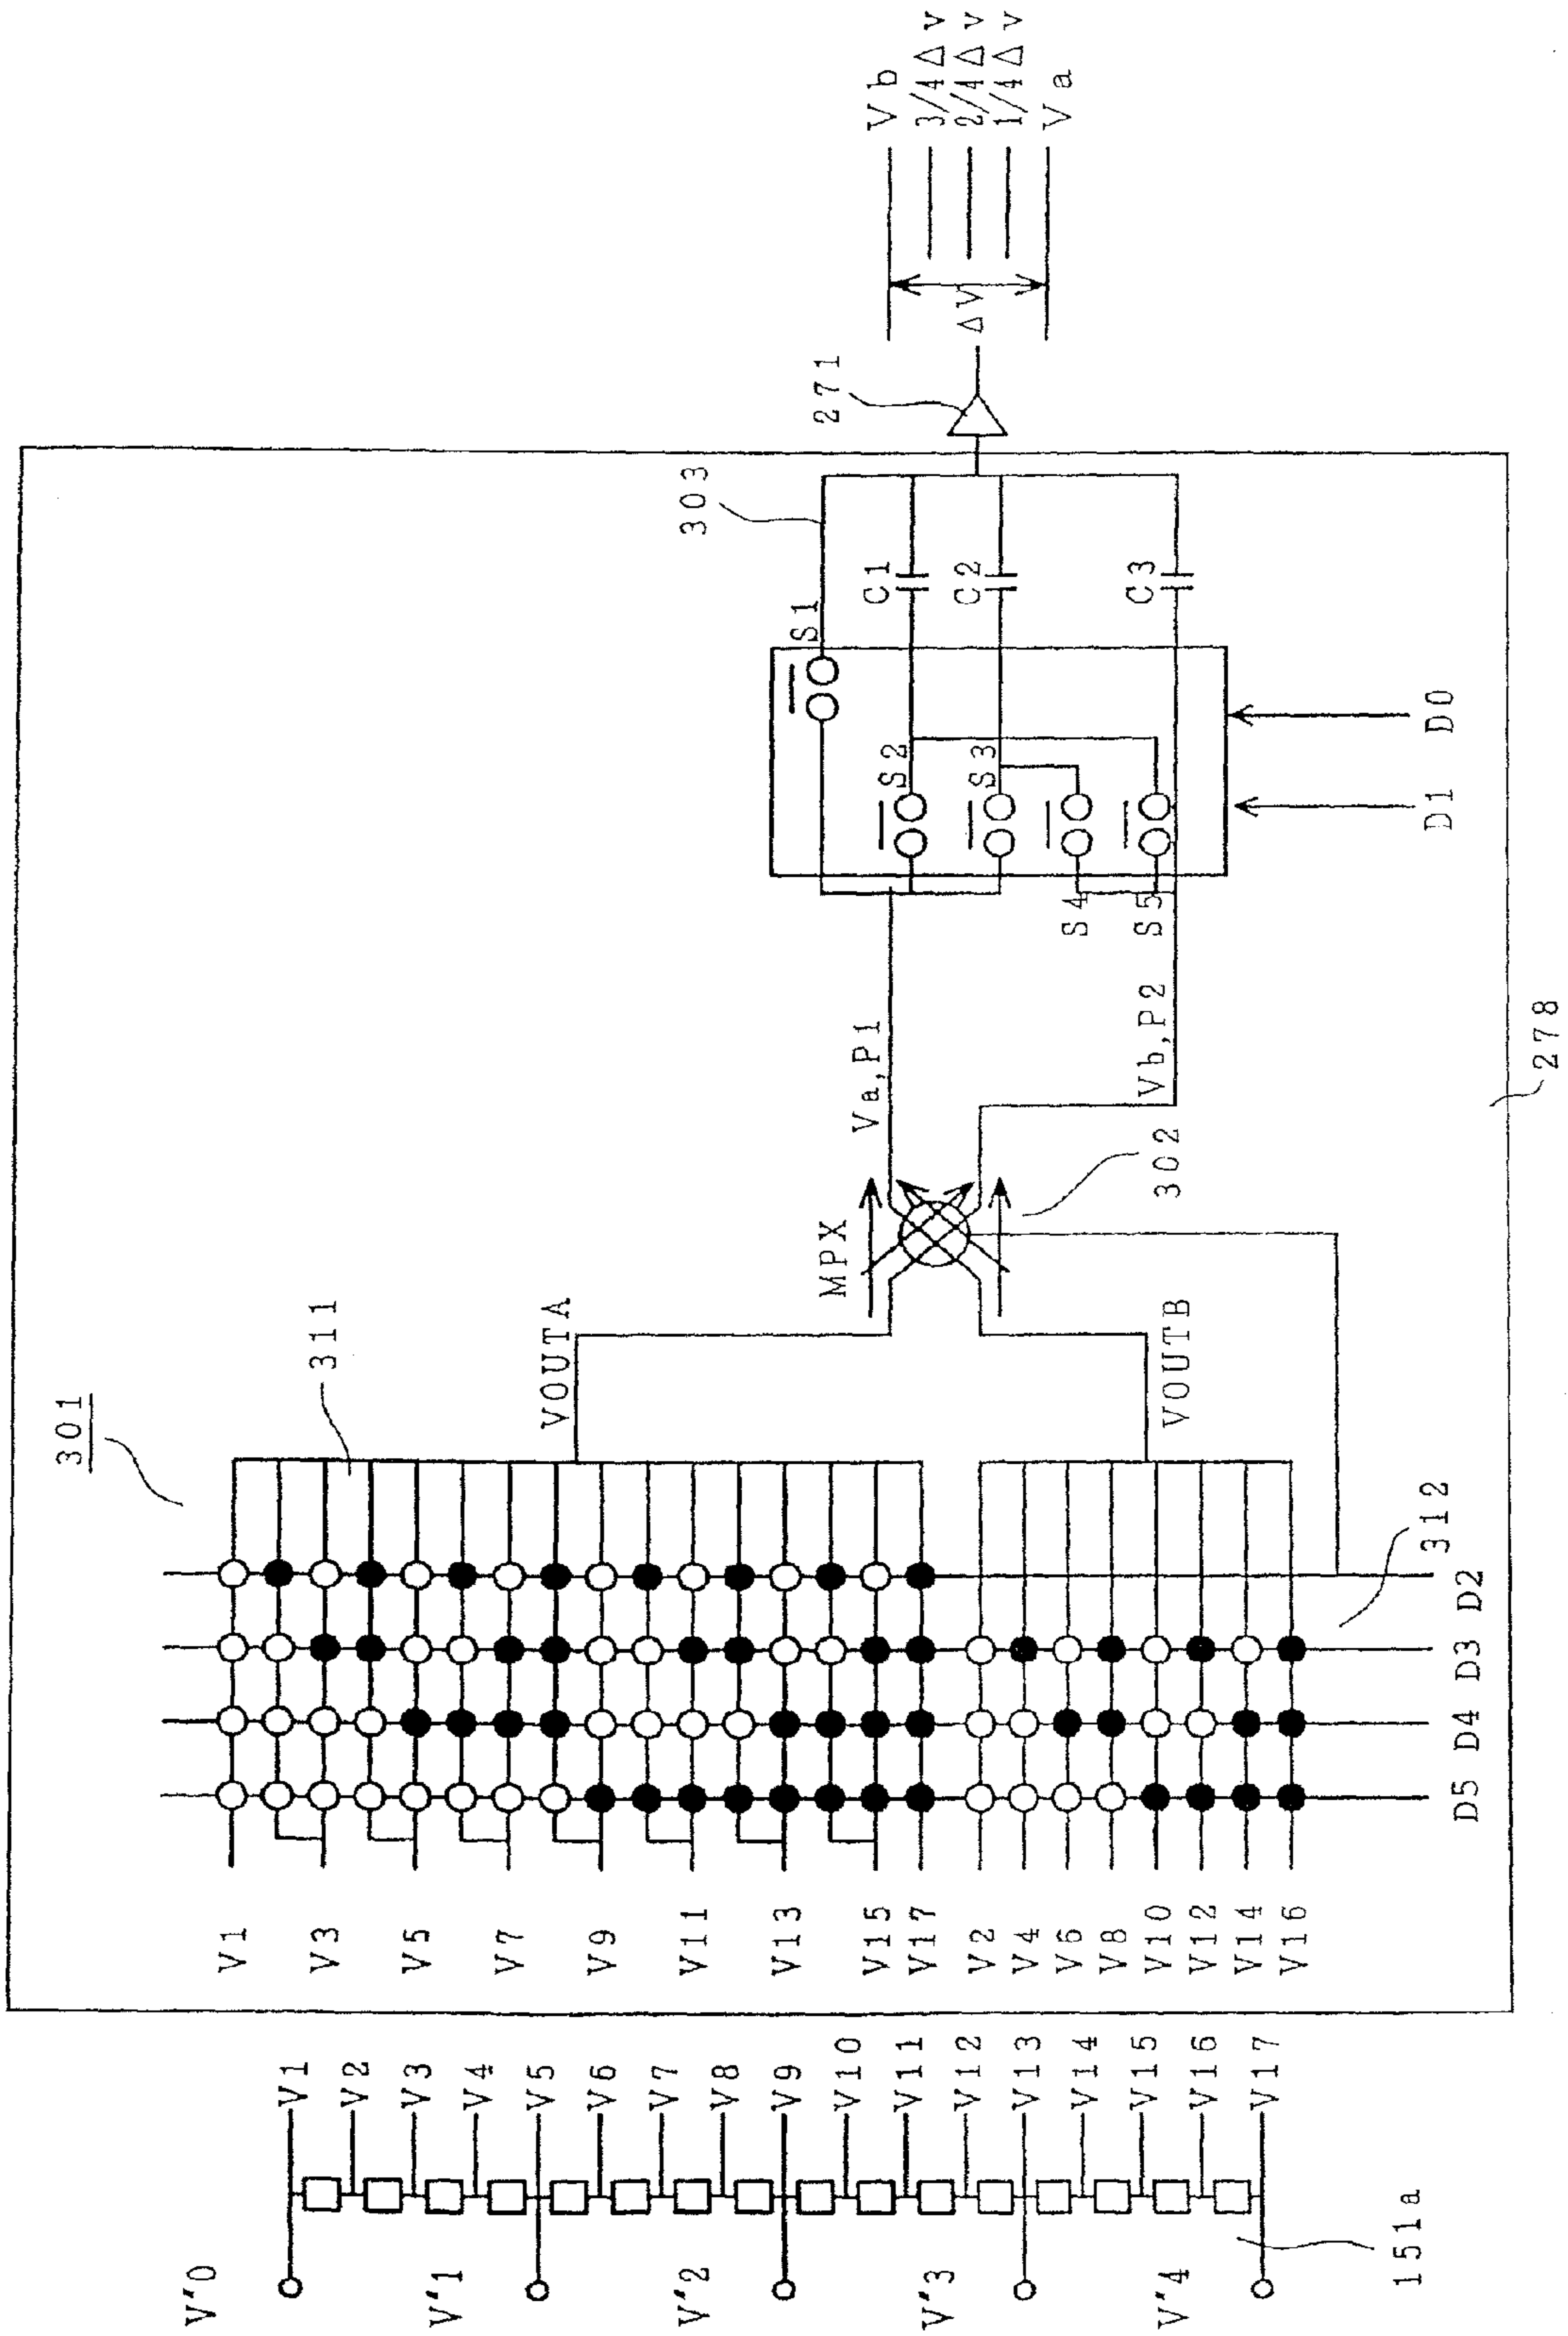 V"0
V"1
V"2
V"3
V"4
151a
V1
V2
V3
V4
V5
V6
V7
V8
V9
V10
V11
V12
V13
V14
V15
V16
V17
301
311
V1
V3
V5
V7
V9
V11
V13
V15
V17
V2
V4
V6
V8
V10
V12
V14
V16
D5
D4
D3
D2
312
VOUTA
VOUTB
MPX
302
Va,P1
Vb,P2
278
303
S1
S2
S3
S4
S5
C1
C2
C3
D1
D0
271
ΔV
Vb
3/4Δv
2/4Δv
1/4Δv
Va